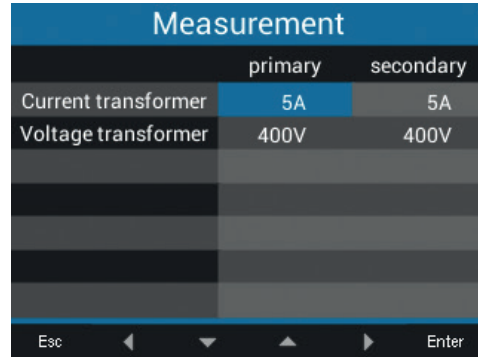 Measurement
primary secondary
Current transformer 5A 5A
Voltage transformer 400V 400V
Esc Enter